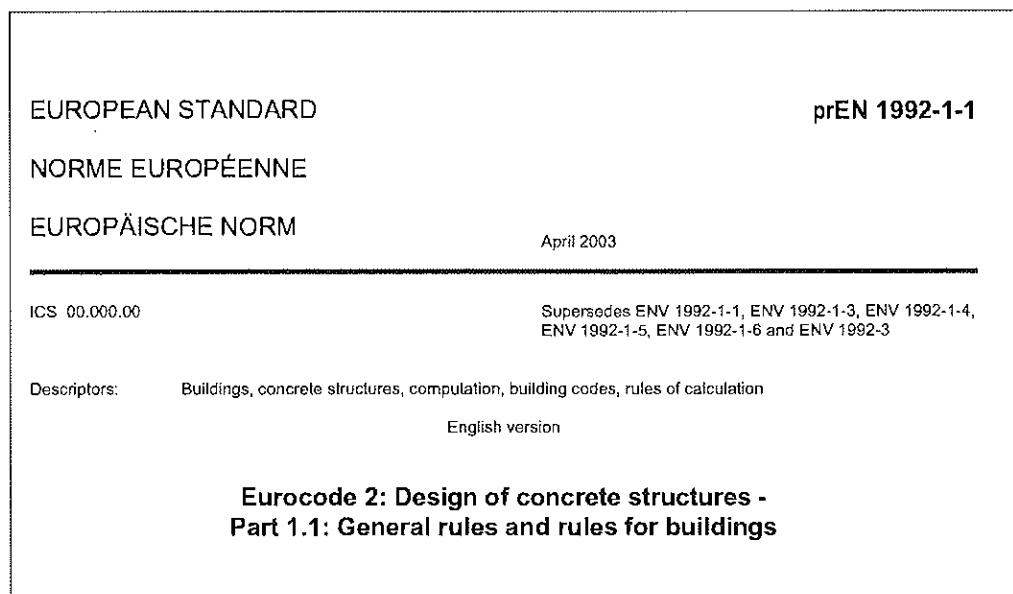 EUROPEAN STANDARD
prEN 1992-1-1
NORME EUROPÉENNE
EUROPÄISCHE NORM
April 2003
ICS 00.000.00
Supersedes ENV 1992-1-1, ENV 1992-1-3, ENV 1992-1-4,
ENV 1992-1-5, ENV 1992-1-6 and ENV 1992-3
Descriptors: Buildings, concrete structures, compulation, building codes, rules of calculation
English version
Eurocode 2: Design of concrete structures -
Part 1.1: General rules and rules for buildings